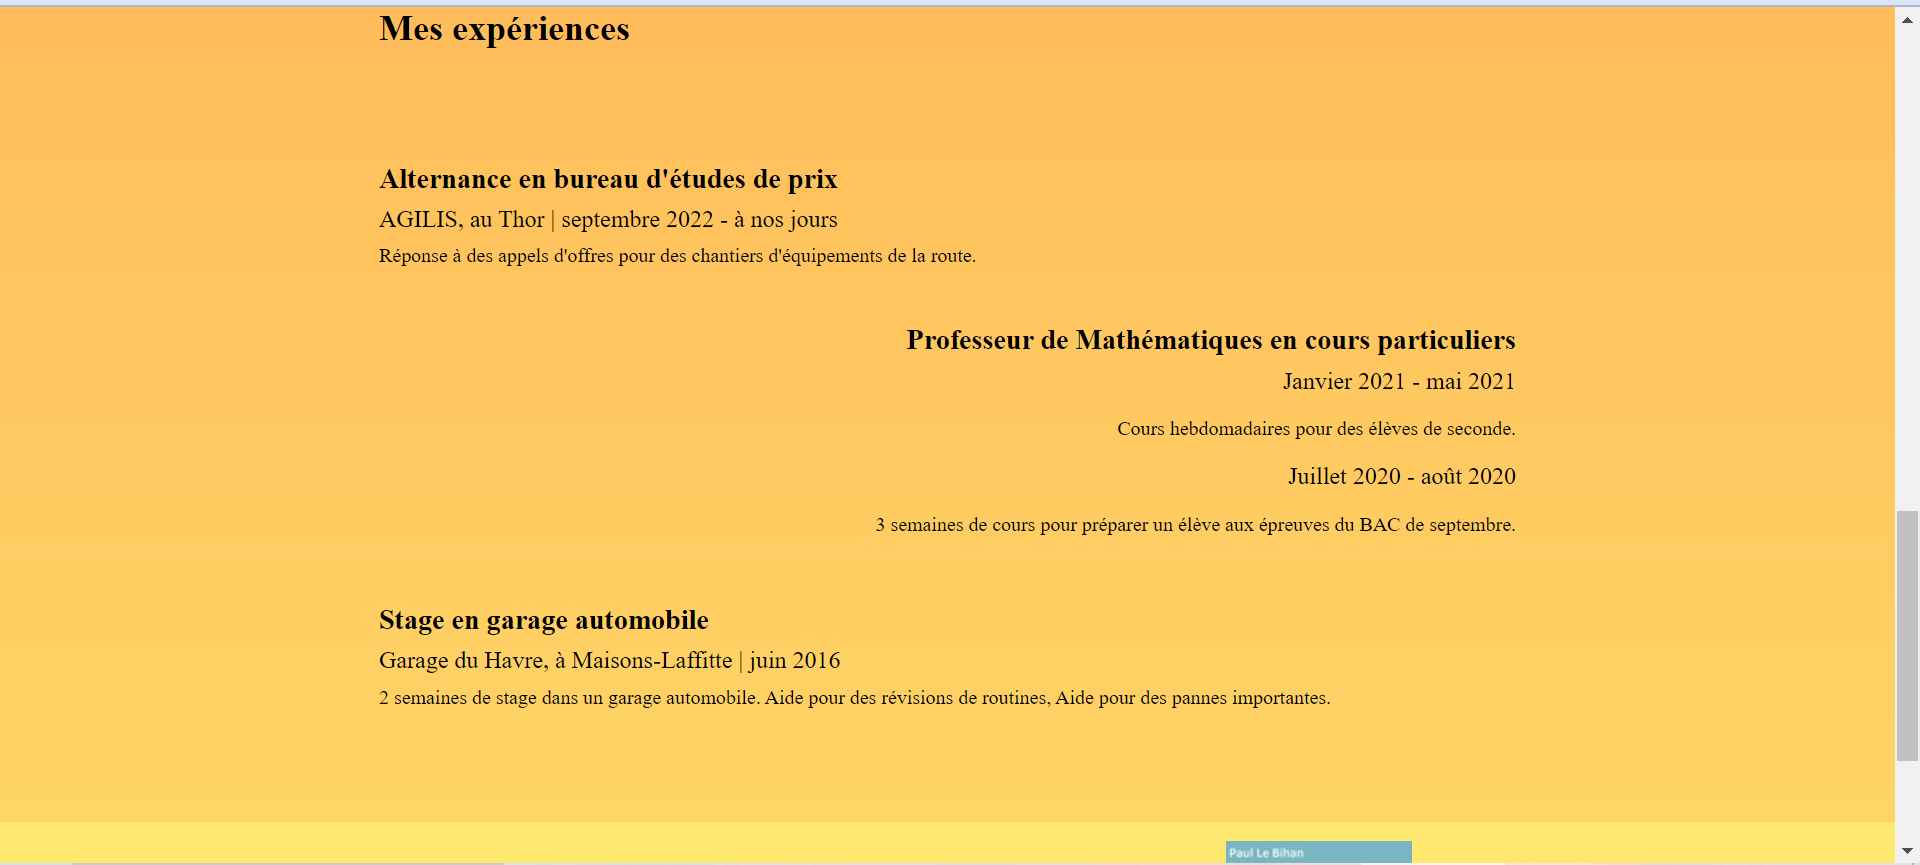 Mes expériences
Alternance en bureau d'études de prix
AGILIS, au Thor | septembre 2022 - à nos jours
Réponse à des appels d'offres pour des chantiers d'équipements de la route.
Professeur de Mathématiques en cours particuliers
Janvier 2021 - mai 2021
Cours hebdomadaires pour des élèves de seconde.
Juillet 2020 - août 2020
3 semaines de cours pour préparer un élève aux épreuves du BAC de septembre.
Stage en garage automobile
Garage du Havre, à Maisons-Laffitte | juin 2016
2 semaines de stage dans un garage automobile. Aide pour des révisions de routines, Aide pour des pannes importantes.
Paul Le Bihan